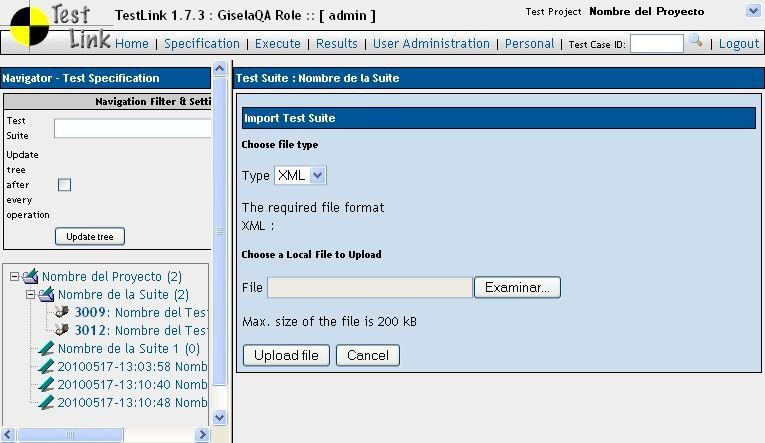 Test Link
TestLink 1.7.3 : GiselaQA Role :: [ admin ]
Test Project Nombre del Proyecto
Home | Specification | Execute | Results | User Administration | Personal | Test Case ID: | Logout
Navigator - Test Specification
Navigation Filter & Setti
Test
Suite
Update
tree
after
every
operation
Update tree
Nombre del Proyecto (2)
Nombre de la Suite (2)
3009: Nombre del Tes
3012: Nombre del Tes
Nombre de la Suite 1 (0)
20100517-13:03:58 Nomb
20100517-13:10:40 Nomb
20100517-13:10:48 Nomb
Test Suite : Nombre de la Suite
Import Test Suite
Choose file type
Type XML
The required file format
XML :
Choose a Local File to Upload
File Examinar...
Max. size of the file is 200 kB
Upload file Cancel